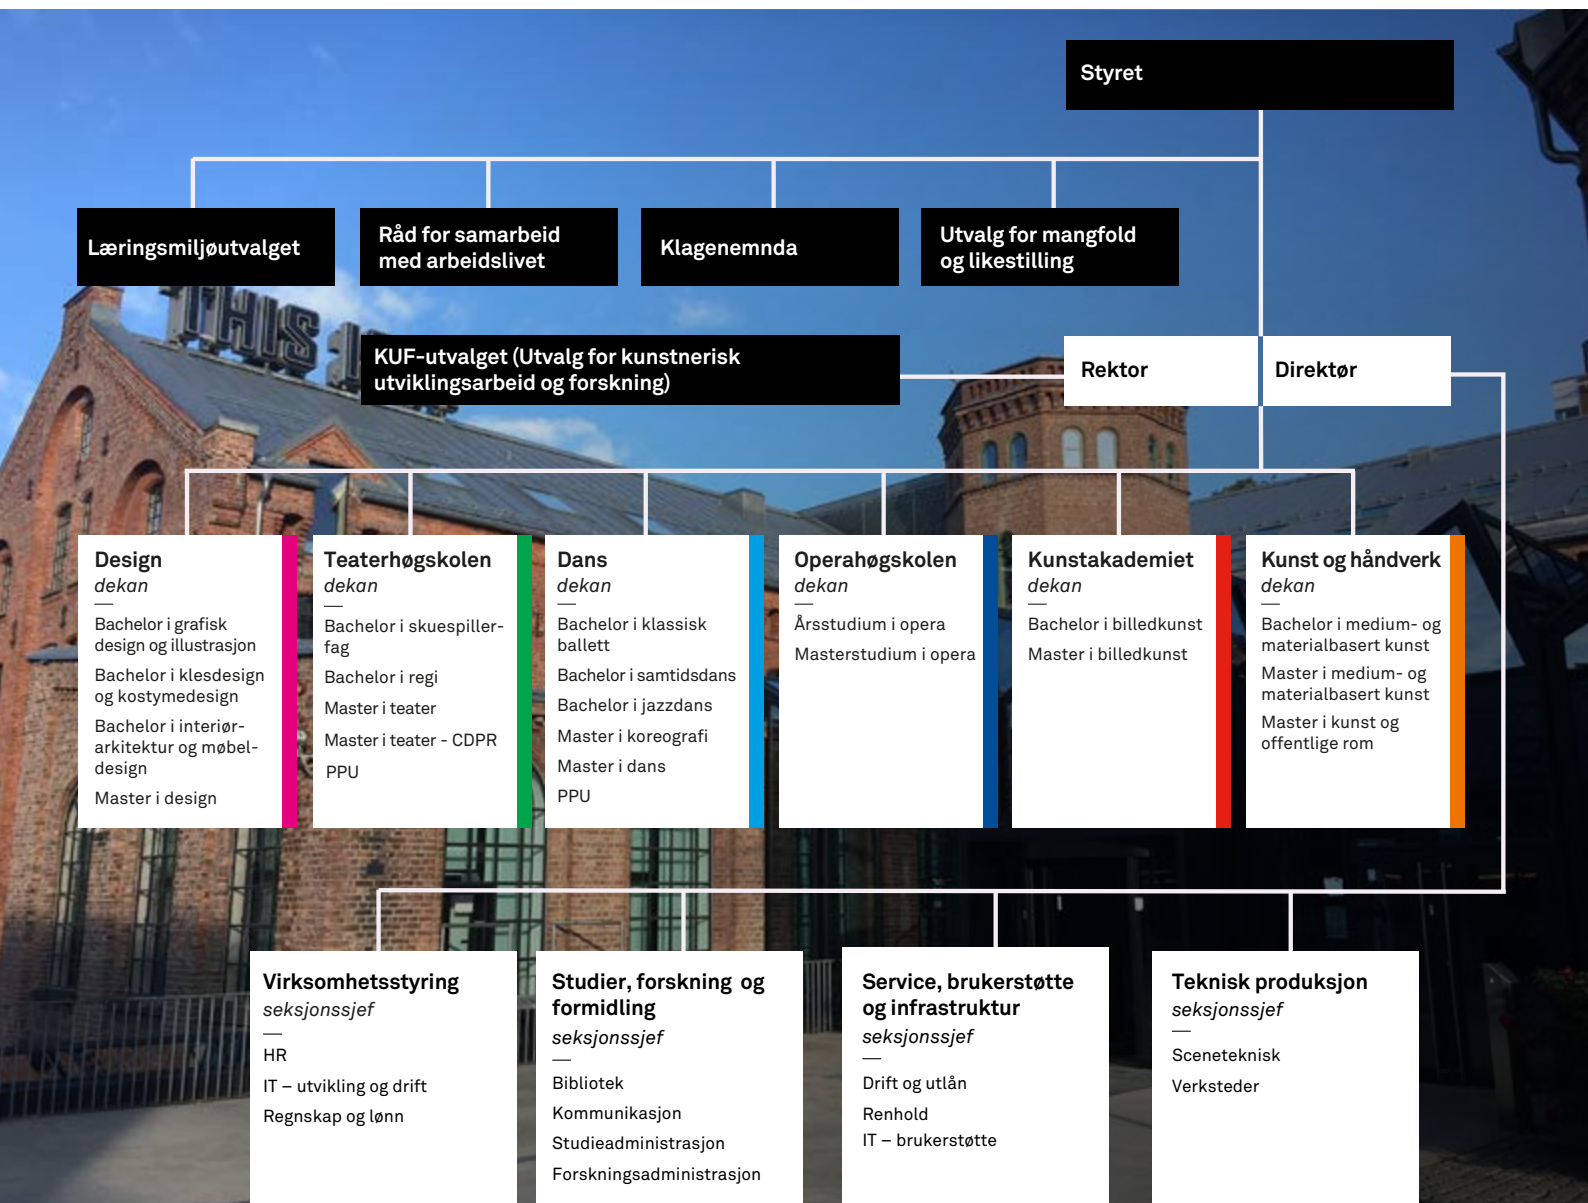 Styret
Læringsmiljøutvalget
Råd for samarbeid
med arbeidslivet
Klagenemnda
Utvalg for mangfold
og likestilling
THIS
KUF-utvalget (Utvalg for kunstnerisk
utviklingsarbeid og forskning)
Rektor
Direktør
Design
dekan
—
Bachelor i grafisk
design og illustrasjon
Bachelor i klesdesign
og kostymedesign
Bachelor i interiør-
arkitektur og møbel-
design
Master i design
Teaterhøgskolen
dekan
—
Bachelor i skuespiller-
fag
Bachelor i regi
Master i teater
Master i teater - CDPR
PPU
Dans
dekan
—
Bachelor i klassisk
ballett
Bachelor i samtidsdans
Bachelor i jazzdans
Master i koreografi
Master i dans
PPU
Operahøgskolen
dekan
—
Årsstudium i opera
Masterstudium i opera
Kunstakademiet
dekan
—
Bachelor i billedkunst
Master i billedkunst
Kunst og håndverk
dekan
—
Bachelor i medium- og
materialbasert kunst
Master i medium- og
materialbasert kunst
Master i kunst og
offentlige rom
Virksomhetsstyring
seksjonssjef
—
HR
IT – utvikling og drift
Regnskap og lønn
Studier, forskning og
formidling
seksjonssjef
—
Bibliotek
Kommunikasjon
Studieadministrasjon
Forskningsadministrasjon
Service, brukerstøtte
og infrastruktur
seksjonssjef
—
Drift og utlån
Renhold
IT – brukerstøtte
Teknisk produksjon
seksjonssjef
—
Sceneteknisk
Verksteder